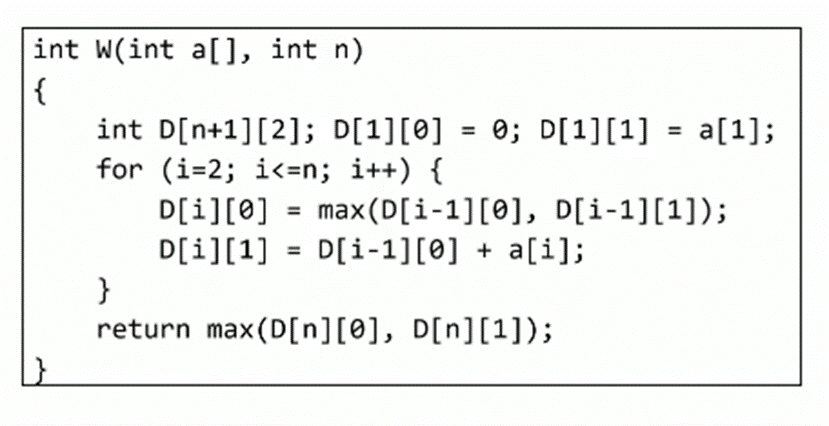 int W(int a[], int n)
{
int D[n+1][2]; D[1][0] = 0; D[1][1] = a[1];
for (i=2; i<=n; i++) {
D[i][0] = max(D[i-1][0], D[i-1][1]);
D[i][1] = D[i-1][0] + a[i];
}
return max(D[n][0], D[n][1]);
}